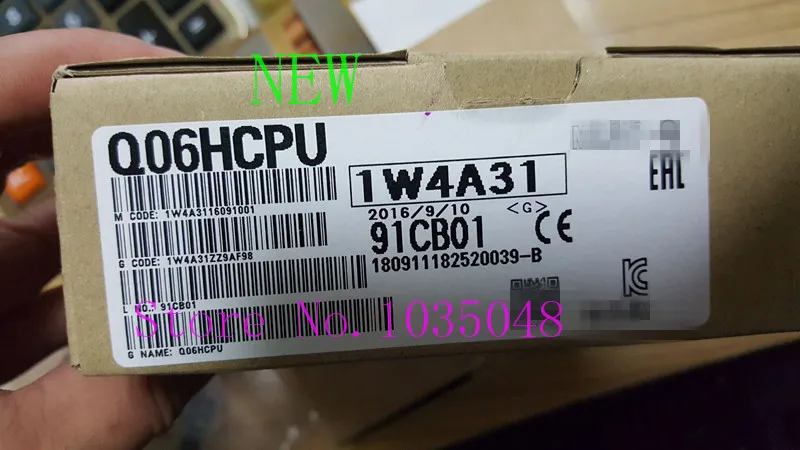 NEW
Q06HCPU
1W4A31
M CODE: 1W4A3116091001
2016/9/10 <G>
91CB01 CE
G CODE: 1W4A31ZZ9AF98
180911182520039-B
EAC
L NO.: 91CB01
Store No.1035048
G NAME: Q06HCPU